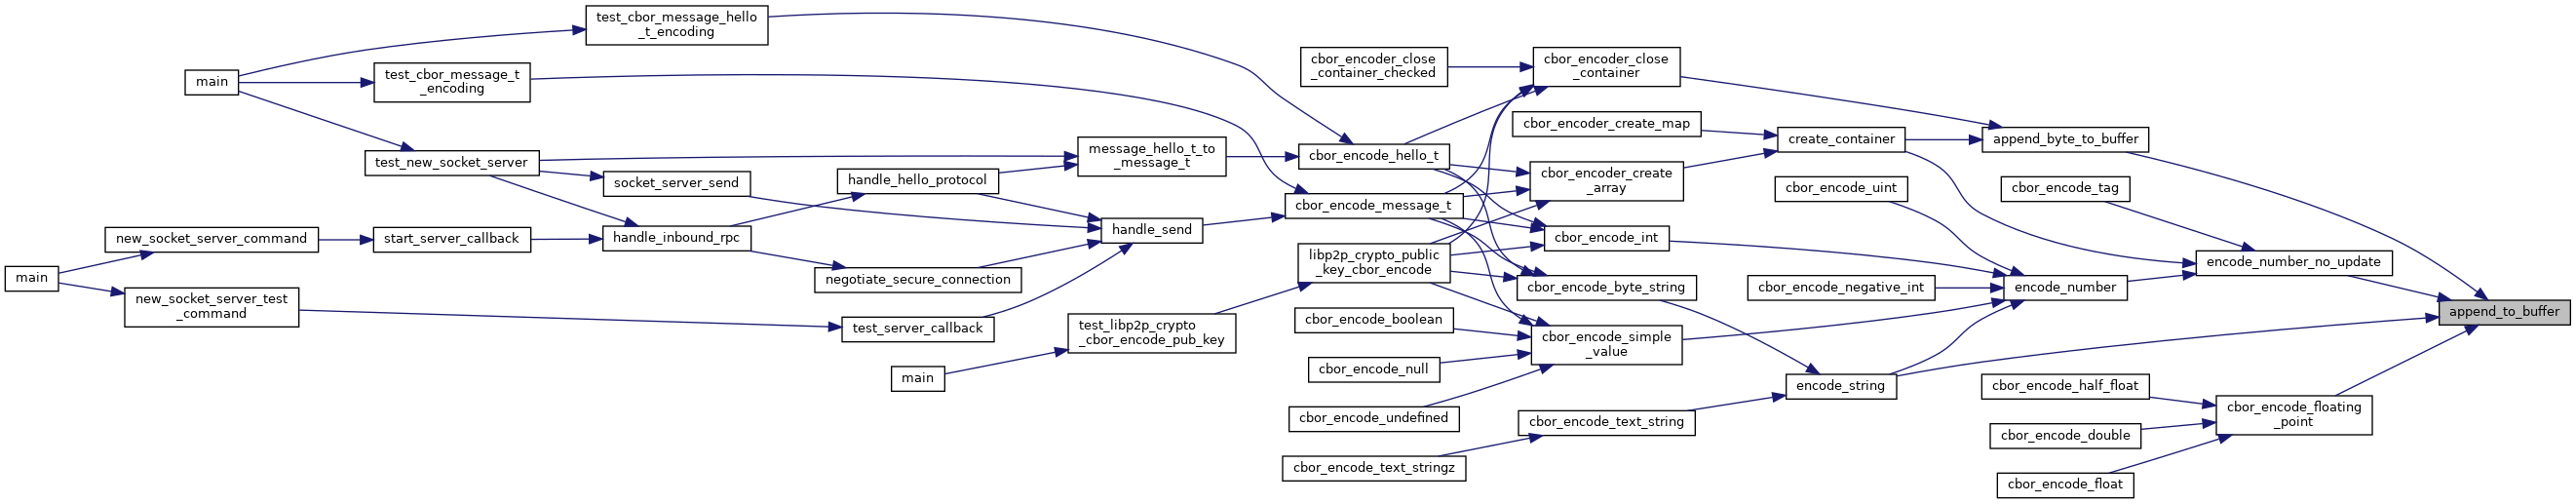 test_cbor_message_hello
_t_encoding
main
test_cbor_message_t
_encoding
test_new_socket_server
socket_server_send
message_hello_t_to
_message_t
handle_hello_protocol
new_socket_server_command
start_server_callback
handle_inbound_rpc
handle_send
main
negotiate_secure_connection
new_socket_server_test
_command
test_server_callback
cbor_encoder_close
_container_checked
cbor_encoder_close
_container
cbor_encoder_create_map
create_container
append_byte_to_buffer
cbor_encode_hello_t
cbor_encoder_create
_array
cbor_encode_uint
cbor_encode_tag
cbor_encode_message_t
cbor_encode_int
libp2p_crypto_public
_key_cbor_encode
encode_number_no_update
cbor_encode_byte_string
cbor_encode_negative_int
encode_number
append_to_buffer
test_libp2p_crypto
_cbor_encode_pub_key
main
cbor_encode_boolean
cbor_encode_simple
_value
cbor_encode_null
cbor_encode_undefined
encode_string
cbor_encode_text_string
cbor_encode_text_stringz
cbor_encode_half_float
cbor_encode_floating
_point
cbor_encode_double
cbor_encode_float